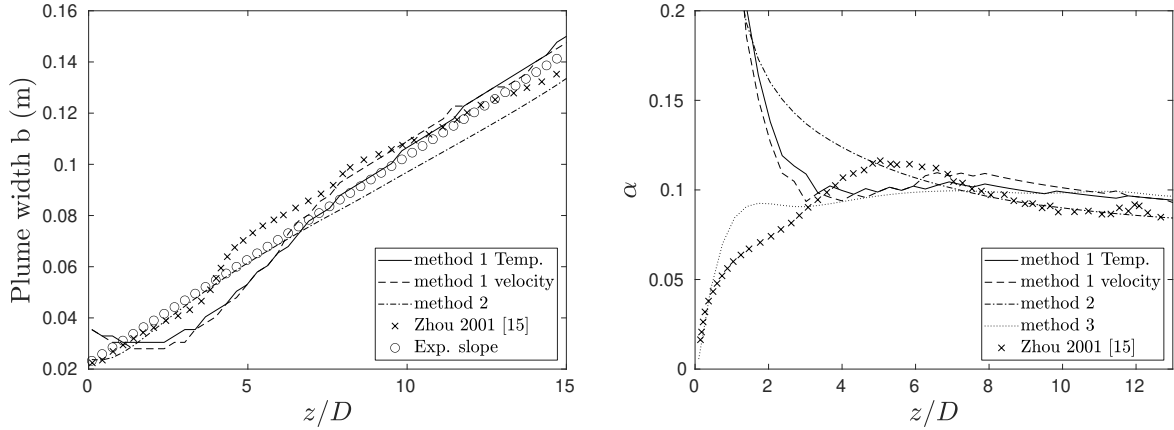 0.16
0.14
0.12
0.1
0.08
0.06
0.04
0.02
Plume width b (m)
0
5
10
15
z/D
method 1 Temp.
method 1 velocity
method 2
Zhou 2001 [15]
Exp. slope
0.2
0.15
0.1
0.05
0
α
0
2
4
6
8
10
12
z/D
method 1 Temp.
method 1 velocity
method 2
method 3
Zhou 2001 [15]